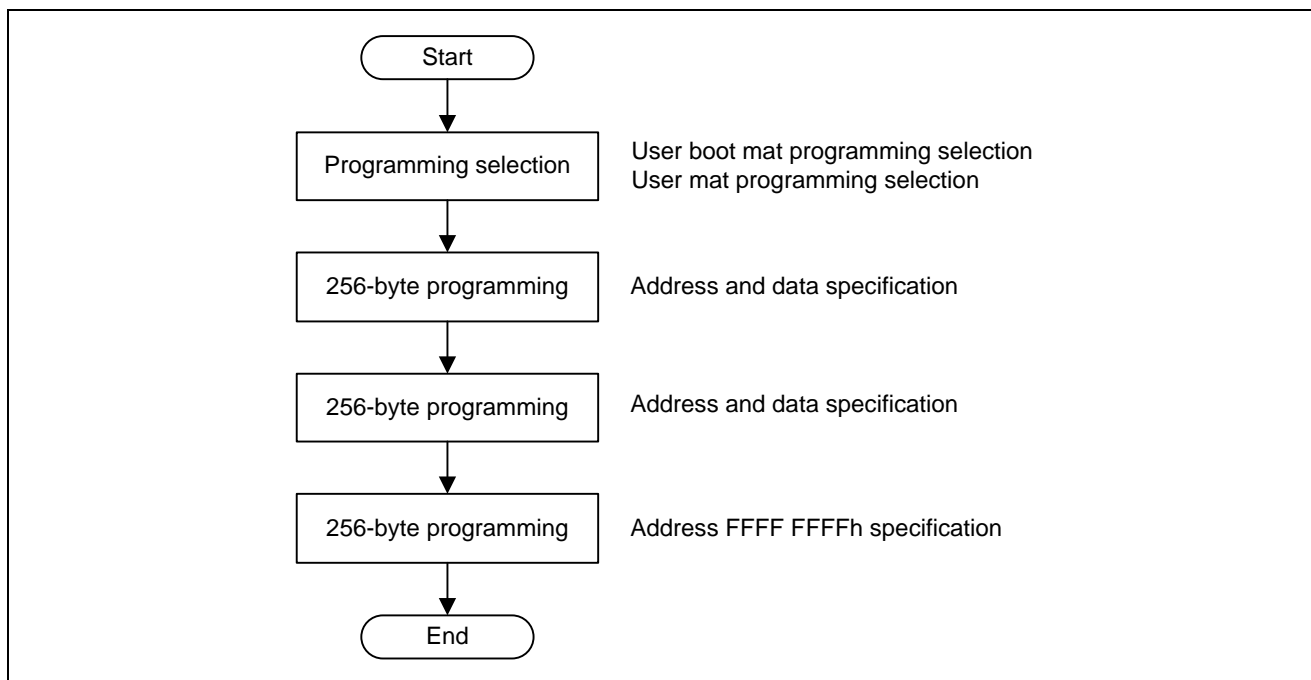 Start
Programming selection
User boot mat programming selection
User mat programming selection
256-byte programming
Address and data specification
256-byte programming
Address and data specification
256-byte programming
Address FFFF FFFFh specification
End